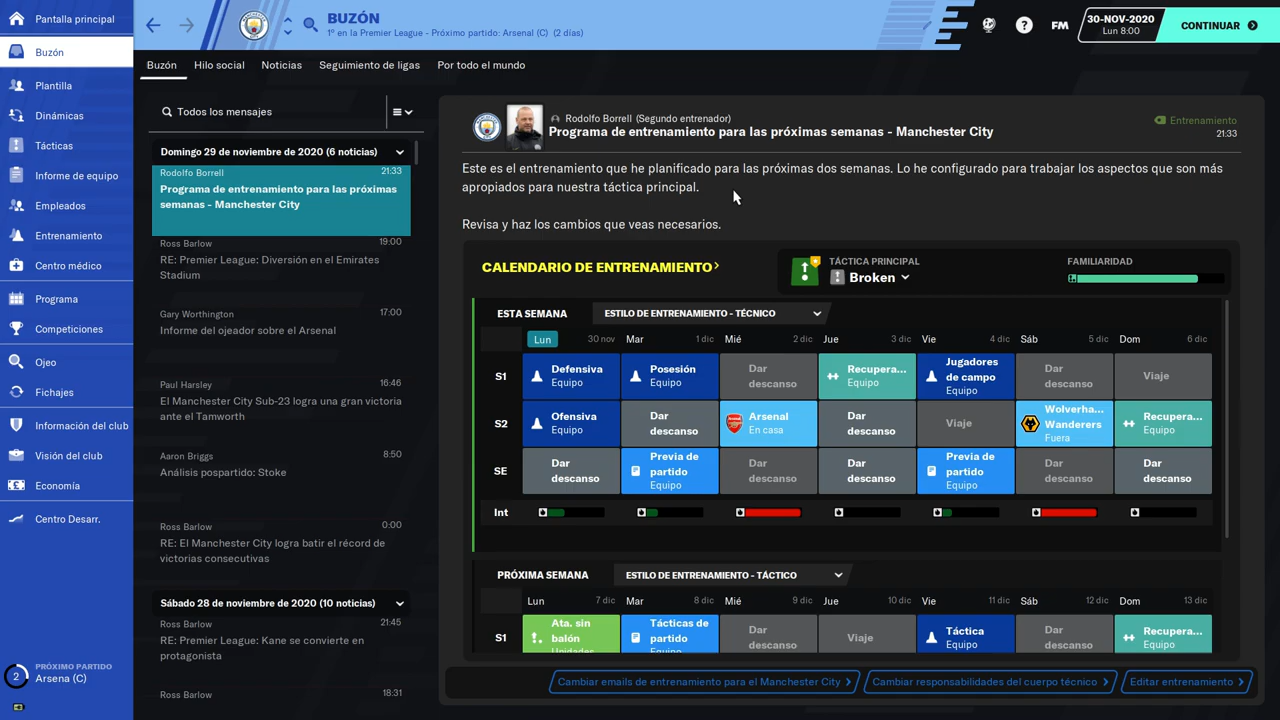 Pantalla principal
Buzón
Plantilla
Dinámicas
Tácticas
Informe de equipo
Empleados
Entrenamiento
Centro médico
Programa
Competiciones
Ojeo
Fichajes
Información del club
Visión del club
Economía
Centro Desarr.
2
PRÓXIMO PARTIDO
Arsena (C)
BUZÓN
1º en la Premier League - Próximo partido: Arsenal (C) (2 días)
?
FM
30-NOV-2020
Lun 8:00
CONTINUAR
Buzón Hilo social Noticias Seguimiento de ligas Por todo el mundo
Todos los mensajes
Domingo 29 de noviembre de 2020 (6 noticias)
Rodolfo Borrell 21:33
Programa de entrenamiento para las próximas
semanas - Manchester City
Ross Barlow 19:00
RE: Premier League: Diversión en el Emirates
Stadium
Gary Worthington 17:00
Informe del ojeador sobre el Arsenal
Paul Harsley 16:46
El Manchester City Sub-23 logra una gran victoria
ante el Tamworth
Aaron Briggs 8:50
Análisis pospartido: Stoke
Ross Barlow 0:00
RE: El Manchester City logra batir el récord de
victorias consecutivas
Sábado 28 de noviembre de 2020 (10 noticias)
Ross Barlow 21:45
RE: Premier League: Kane se convierte en
protagonista
Ross Barlow 18:31
Rodolfo Borrell (Segundo entrenador)
Programa de entrenamiento para las próximas semanas - Manchester City
Entrenamiento
21:33
Este es el entrenamiento que he planificado para las próximas dos semanas. Lo he configurado para trabajar los aspectos que son más
apropiados para nuestra táctica principal.
Revisa y haz los cambios que veas necesarios.
CALENDARIO DE ENTRENAMIENTO
TÁCTICA PRINCIPAL
Broken
FAMILIARIDAD
ESTA SEMANA ESTILO DE ENTRENAMIENTO - TÉCNICO
Lun 30 nov Mar 1 dic Mié 2 dic Jue 3 dic Vie 4 dic Sáb 5 dic Dom 6 dic
S1
Defensiva
Equipo
Posesión
Equipo
Dar
descanso
Recupera...
Equipo
Jugadores
de campo
Equipo
Dar
descanso
Viaje
S2
Ofensiva
Equipo
Dar
descanso
Arsenal
En casa
Dar
descanso
Viaje
Wolverha...
Wanderers
Fuera
Recupera...
Equipo
SE
Dar
descanso
Previa de
partido
Equipo
Dar
descanso
Dar
descanso
Previa de
partido
Equipo
Dar
descanso
Dar
descanso
Int
PRÓXIMA SEMANA ESTILO DE ENTRENAMIENTO - TÁCTICO
Lun 7 dic Mar 8 dic Mié 9 dic Jue 10 dic Vie 11 dic Sáb 12 dic Dom 13 dic
S1
Ata. sin
balón
Unidades
Tácticas de
partido
Equipo
Dar
descanso
Viaje
Táctica
Equipo
Dar
descanso
Recupera...
Equipo
Cambiar emails de entrenamiento para el Manchester City
Cambiar responsabilidades del cuerpo técnico
Editar entrenamiento